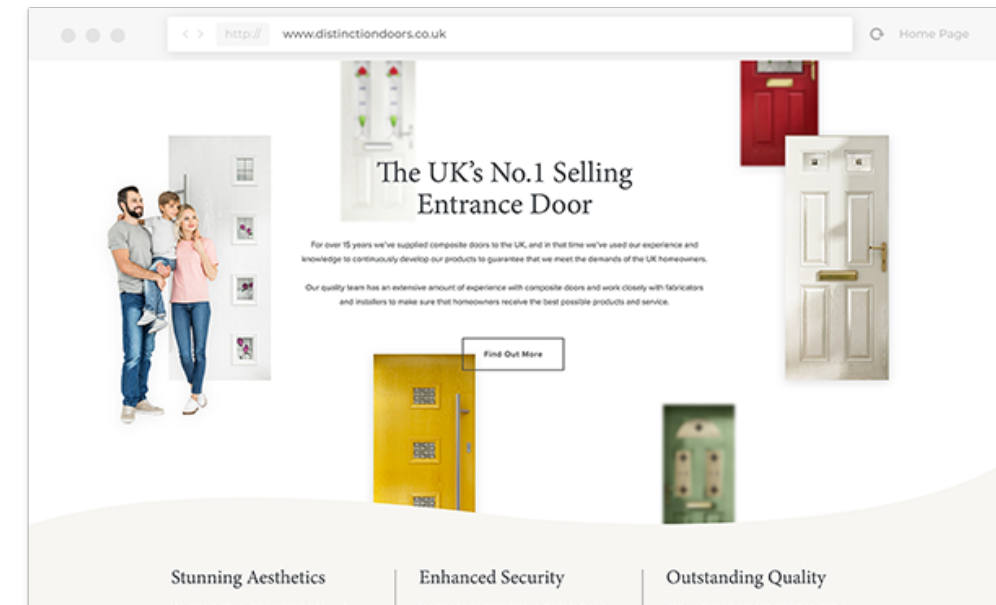 http:// www.distinctiondoors.co.uk Home Page
The UK's No.1 Selling
Entrance Door
For over 15 years we've supplied composite doors to the UK, and in that time we've used our experience and
knowledge to continuously develop our products to guarantee that we meet the demands of the UK homeowners.
Our quality team has an extensive amount of experience with composite doors and work closely with fabricators
and installers to make sure that homeowners receive the best possible products and service.
Find Out More
Stunning Aesthetics
Enhanced Security
Outstanding Quality